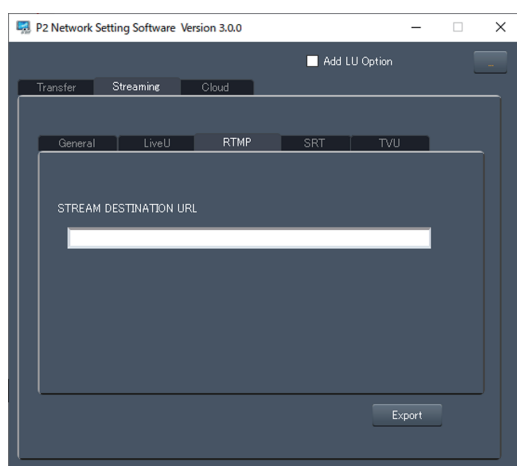 P2 Network Setting Software Version 3.0.0
Add LU Option
Transfer Streaming Cloud
General LiveU RTMP SRT TVU
STREAM DESTINATION URL
Export